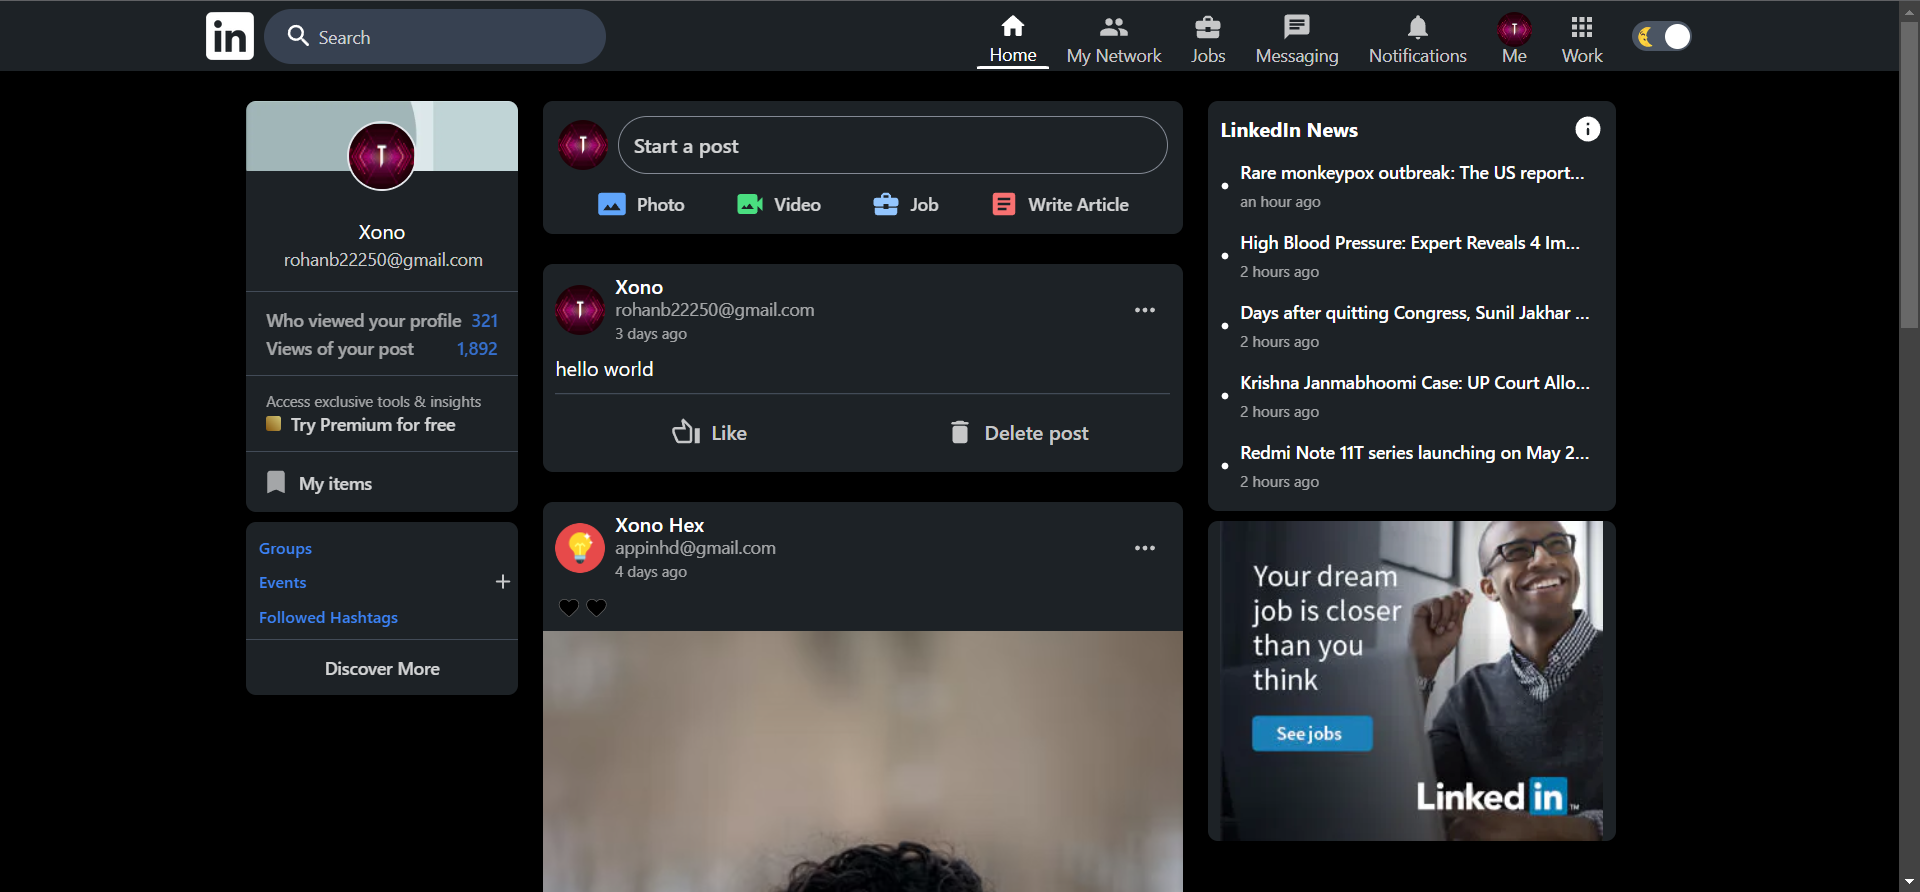 in
Search
Home
My Network
Jobs
Messaging
Notifications
Me
Work
T
Xono
rohanb22250@gmail.com
Who viewed your profile 321
Views of your post 1,892
Access exclusive tools & insights
Try Premium for free
My items
Groups
Events
Followed Hashtags
Discover More
T
Start a post
Photo
Video
Job
Write Article
T
Xono
rohanb22250@gmail.com
3 days ago
hello world
Like
Delete post
Xono Hex
appinhd@gmail.com
4 days ago
LinkedIn News
Rare monkeypox outbreak: The US report...
an hour ago
High Blood Pressure: Expert Reveals 4 Im...
2 hours ago
Days after quitting Congress, Sunil Jakhar ...
2 hours ago
Krishna Janmabhoomi Case: UP Court Allo...
2 hours ago
Redmi Note 11T series launching on May 2...
2 hours ago
Your dream
job is closer
than you
think
See jobs
Linked in ™